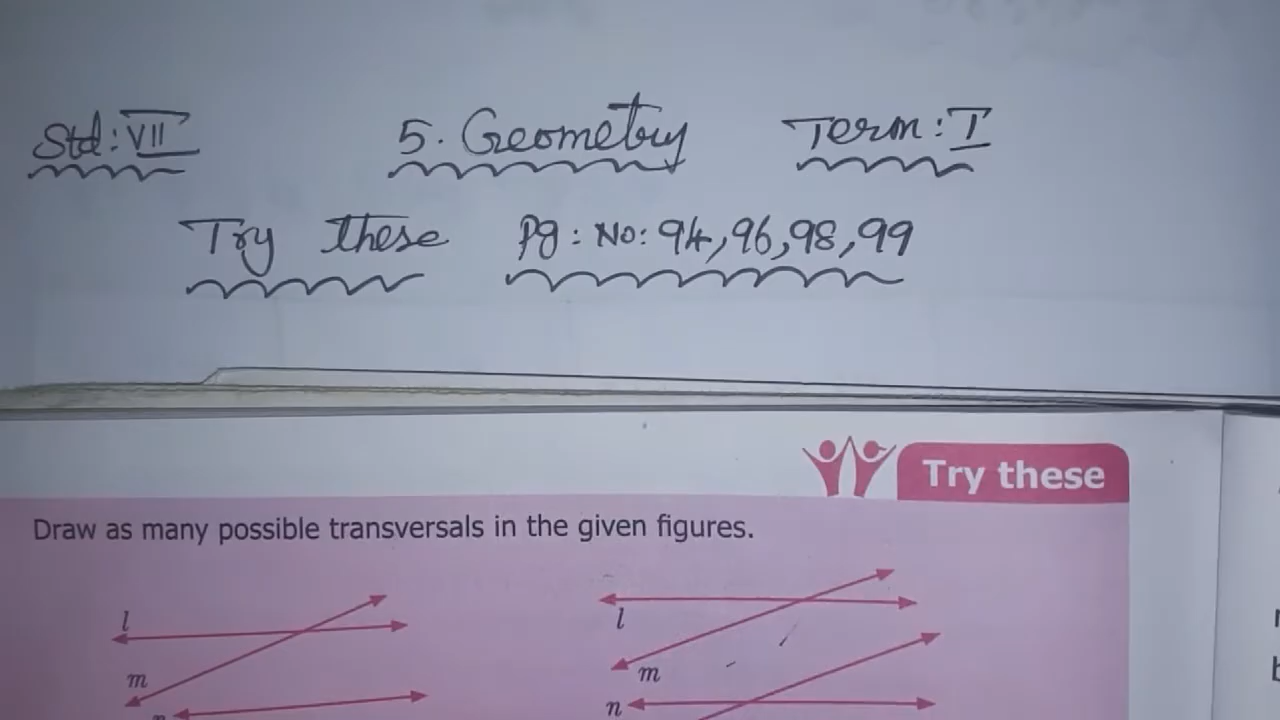 Std: VII 5. Geometry Term: I
Try these Pg: No: 94, 96, 98, 99
Try these
Draw as many possible transversals in the given figures.
l l
m m
n n